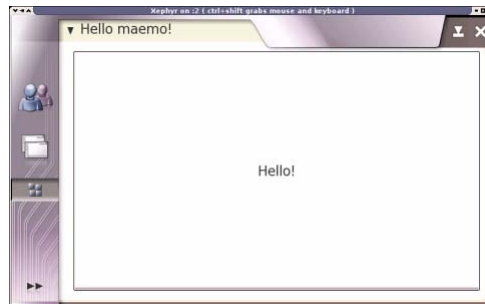 Xephyr on :2 ( ctrl+shift grabs mouse and keyboard )
Hello maemo!
Hello!